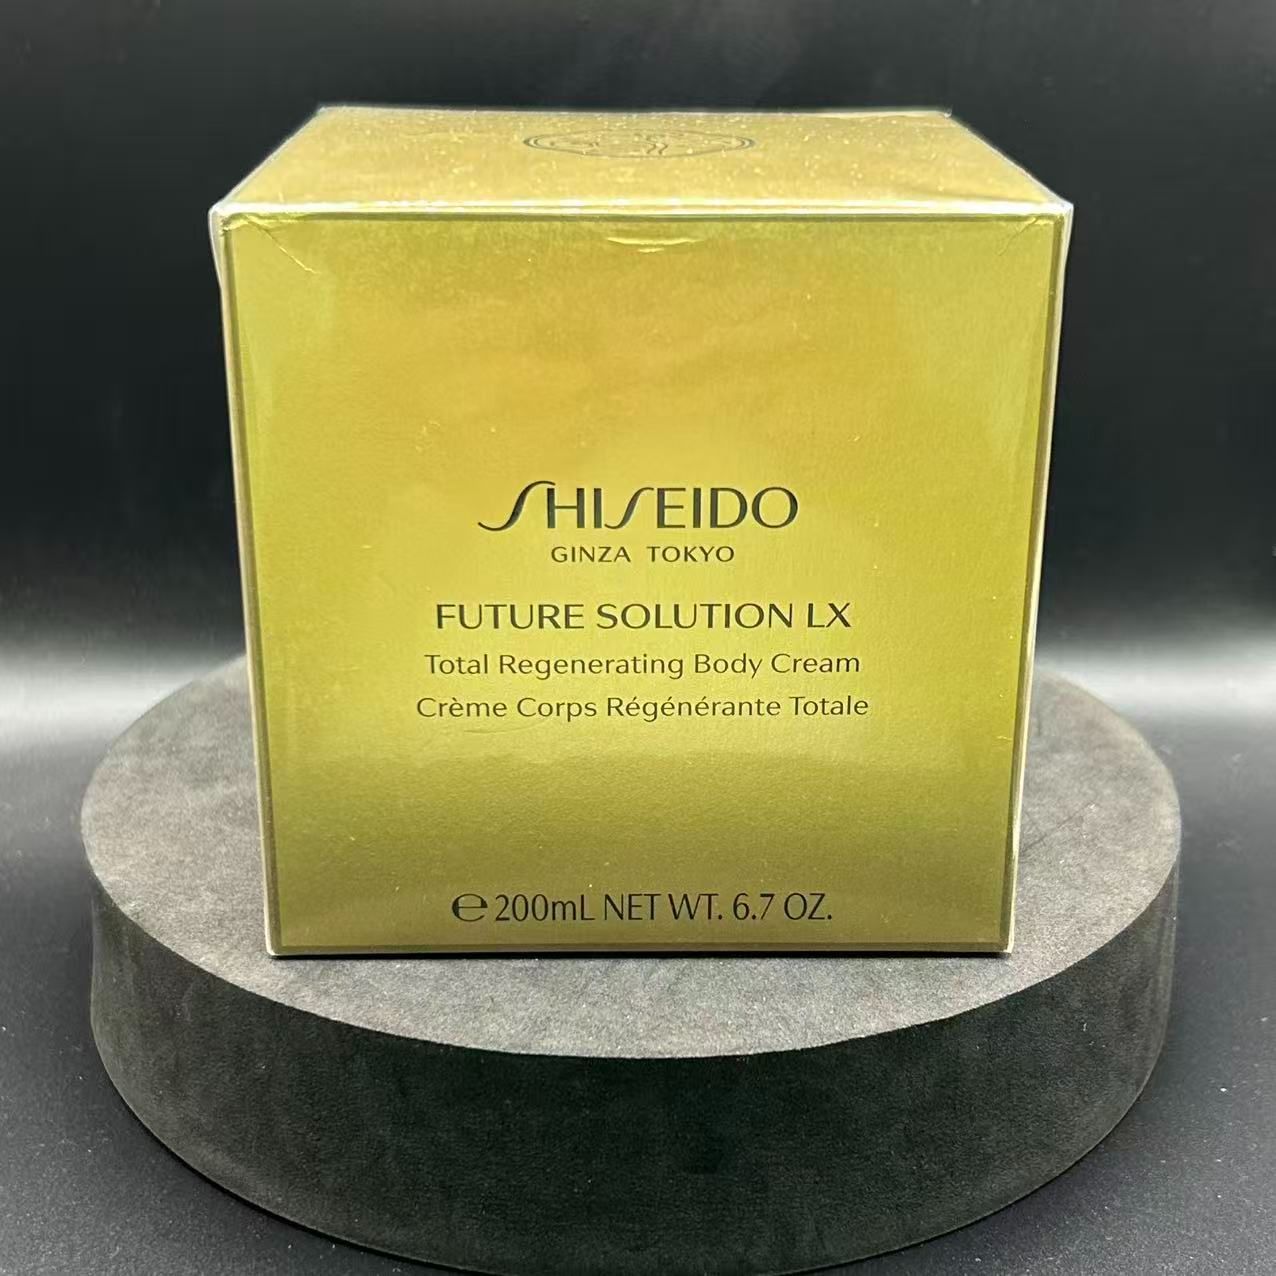 SHISEIDO
GINZA TOKYO
FUTURE SOLUTION LX
Total Regenerating Body Cream
Crème Corps Régénérante Totale
℮ 200mL NET WT. 6.7 OZ.